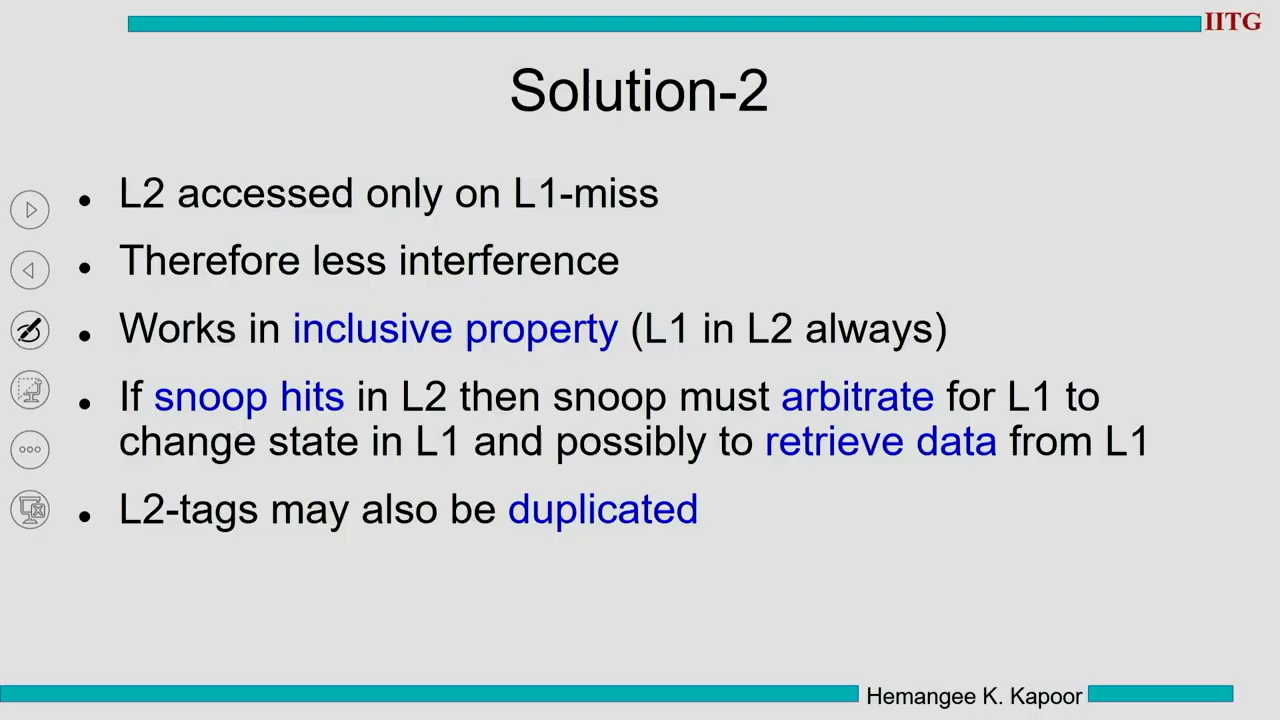 IITG
Solution-2
• L2 accessed only on L1-miss
• Therefore less interference
• Works in inclusive property (L1 in L2 always)
• If snoop hits in L2 then snoop must arbitrate for L1 to
change state in L1 and possibly to retrieve data from L1
• L2-tags may also be duplicated
Hemangee K. Kapoor